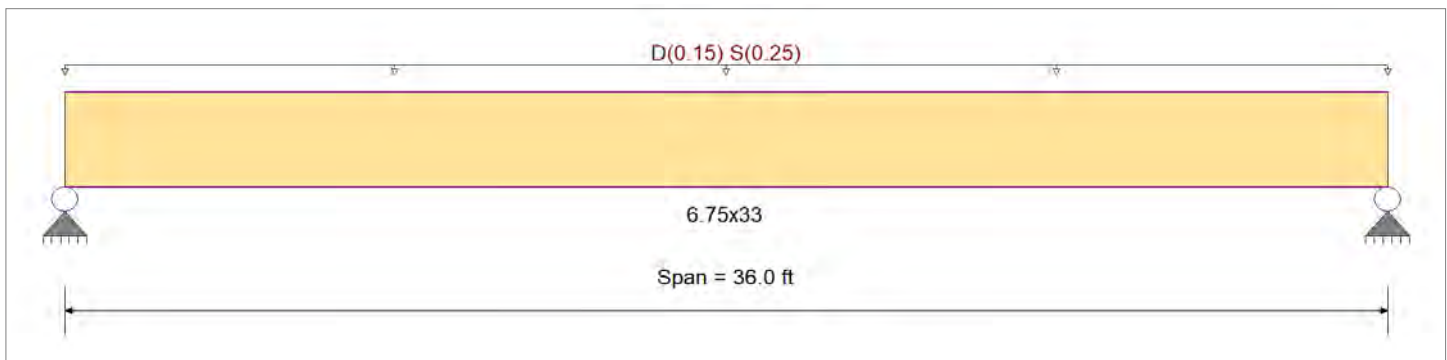 D(0.15) S(0.25)
6.75x33
Span = 36.0 ft